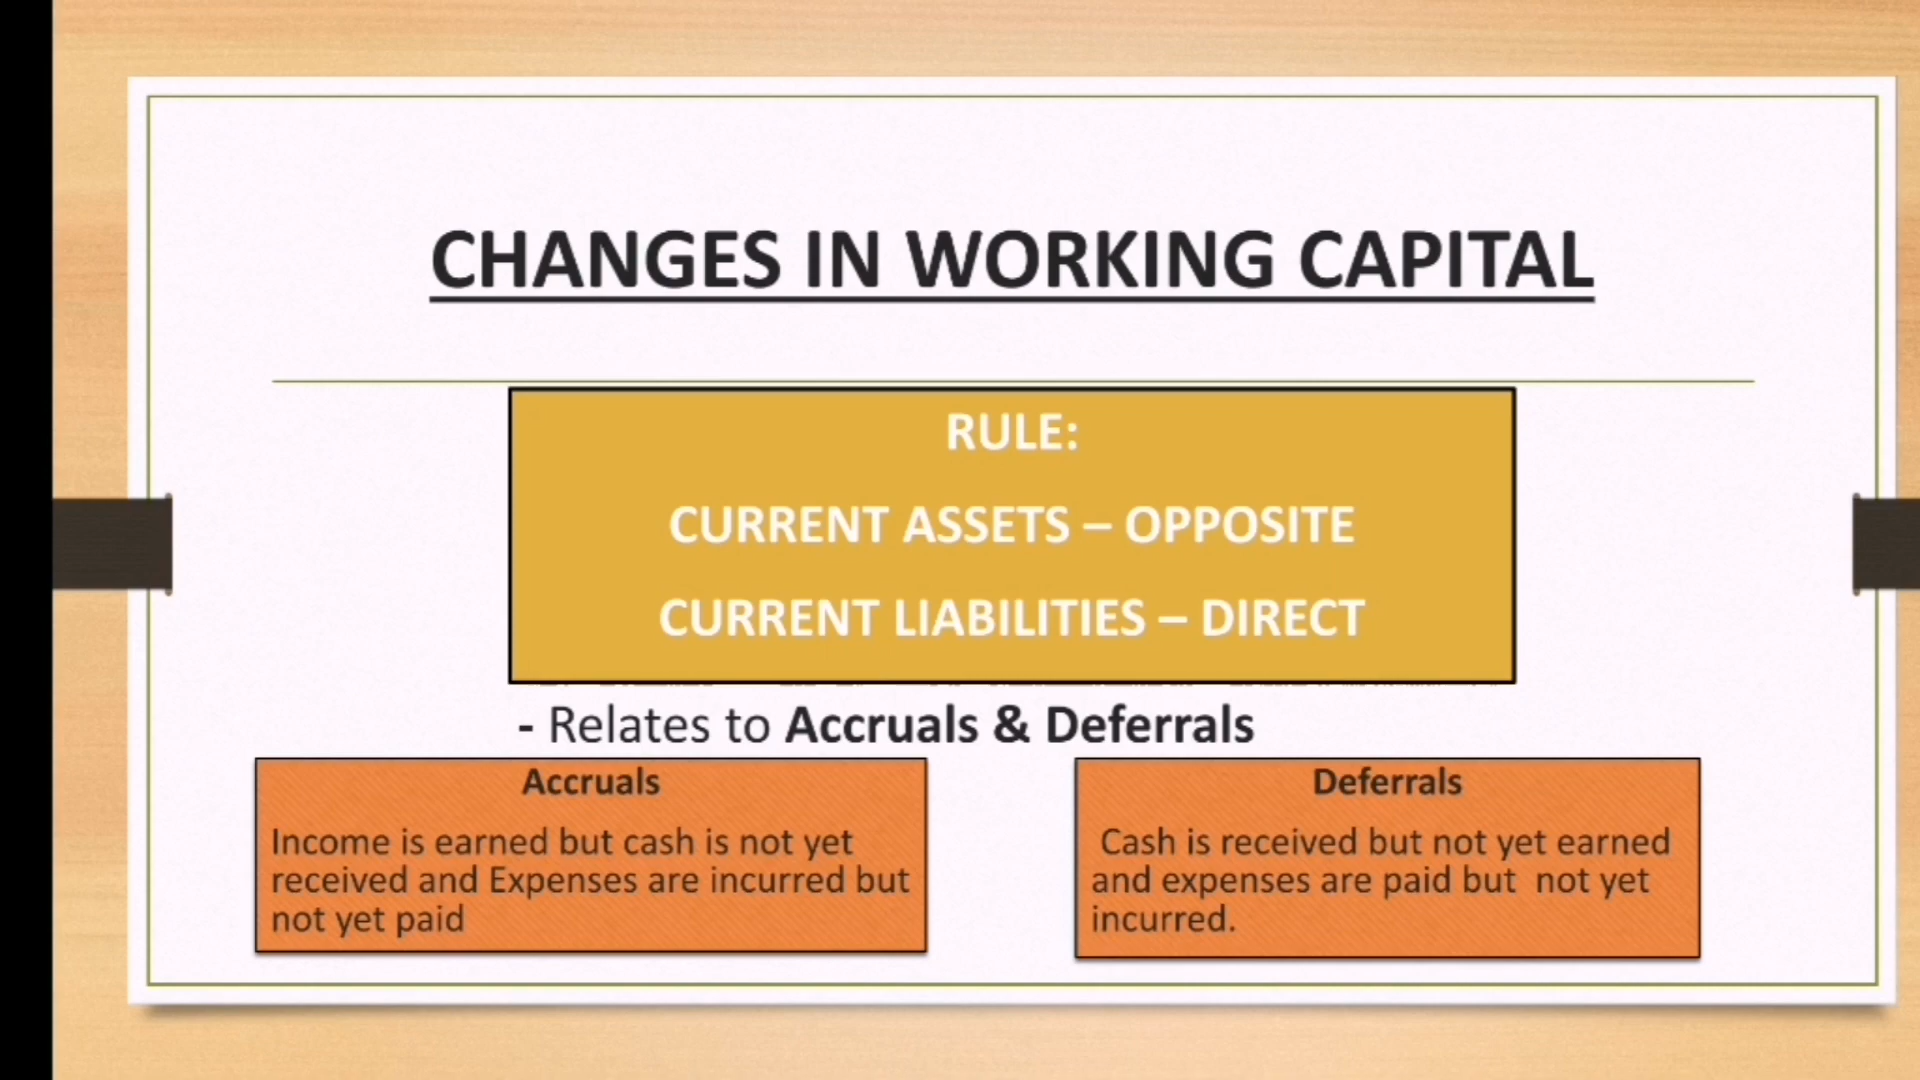 CHANGES IN WORKING CAPITAL
RULE:
CURRENT ASSETS – OPPOSITE
CURRENT LIABILITIES – DIRECT
- Relates to Accruals & Deferrals
Accruals
Income is earned but cash is not yet
received and Expenses are incurred but
not yet paid
Deferrals
Cash is received but not yet earned
and expenses are paid but not yet
incurred.